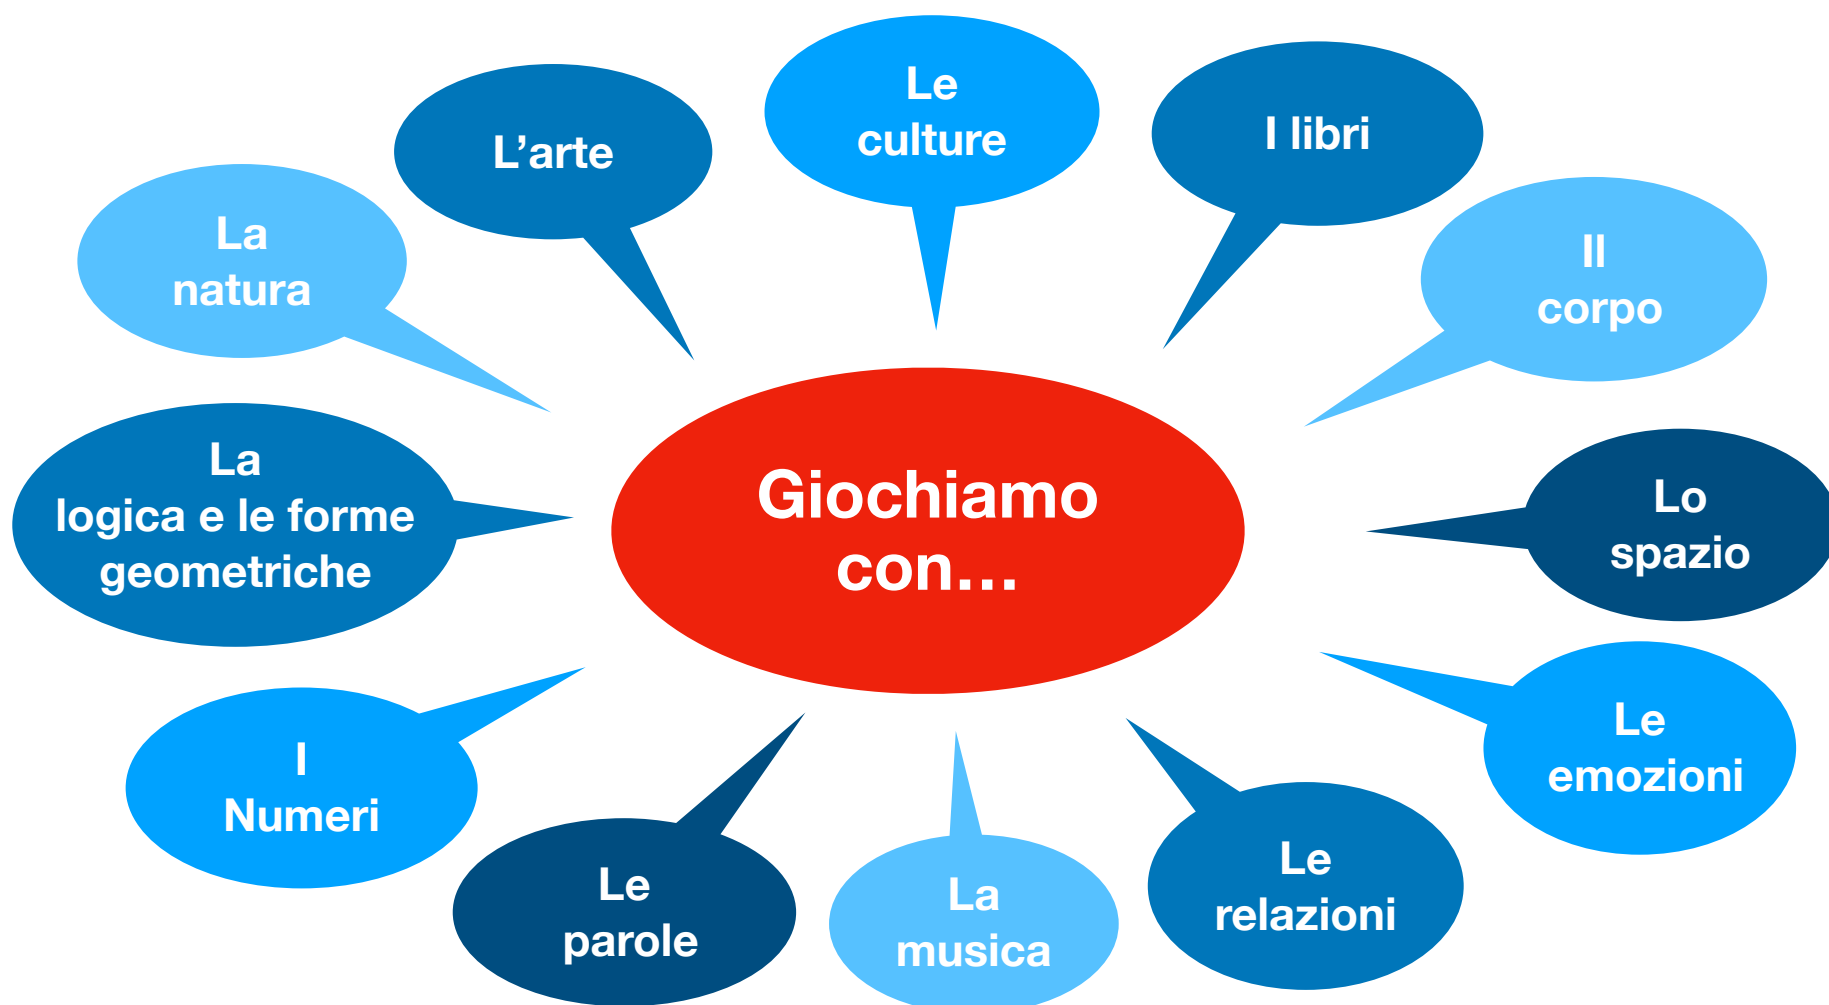 Le
culture
I libri
L’arte
La
natura
Il
corpo
La
logica e le forme
geometriche
Giochiamo
con…
Lo
spazio
I
Numeri
Le
emozioni
Le
parole
La
musica
Le
relazioni